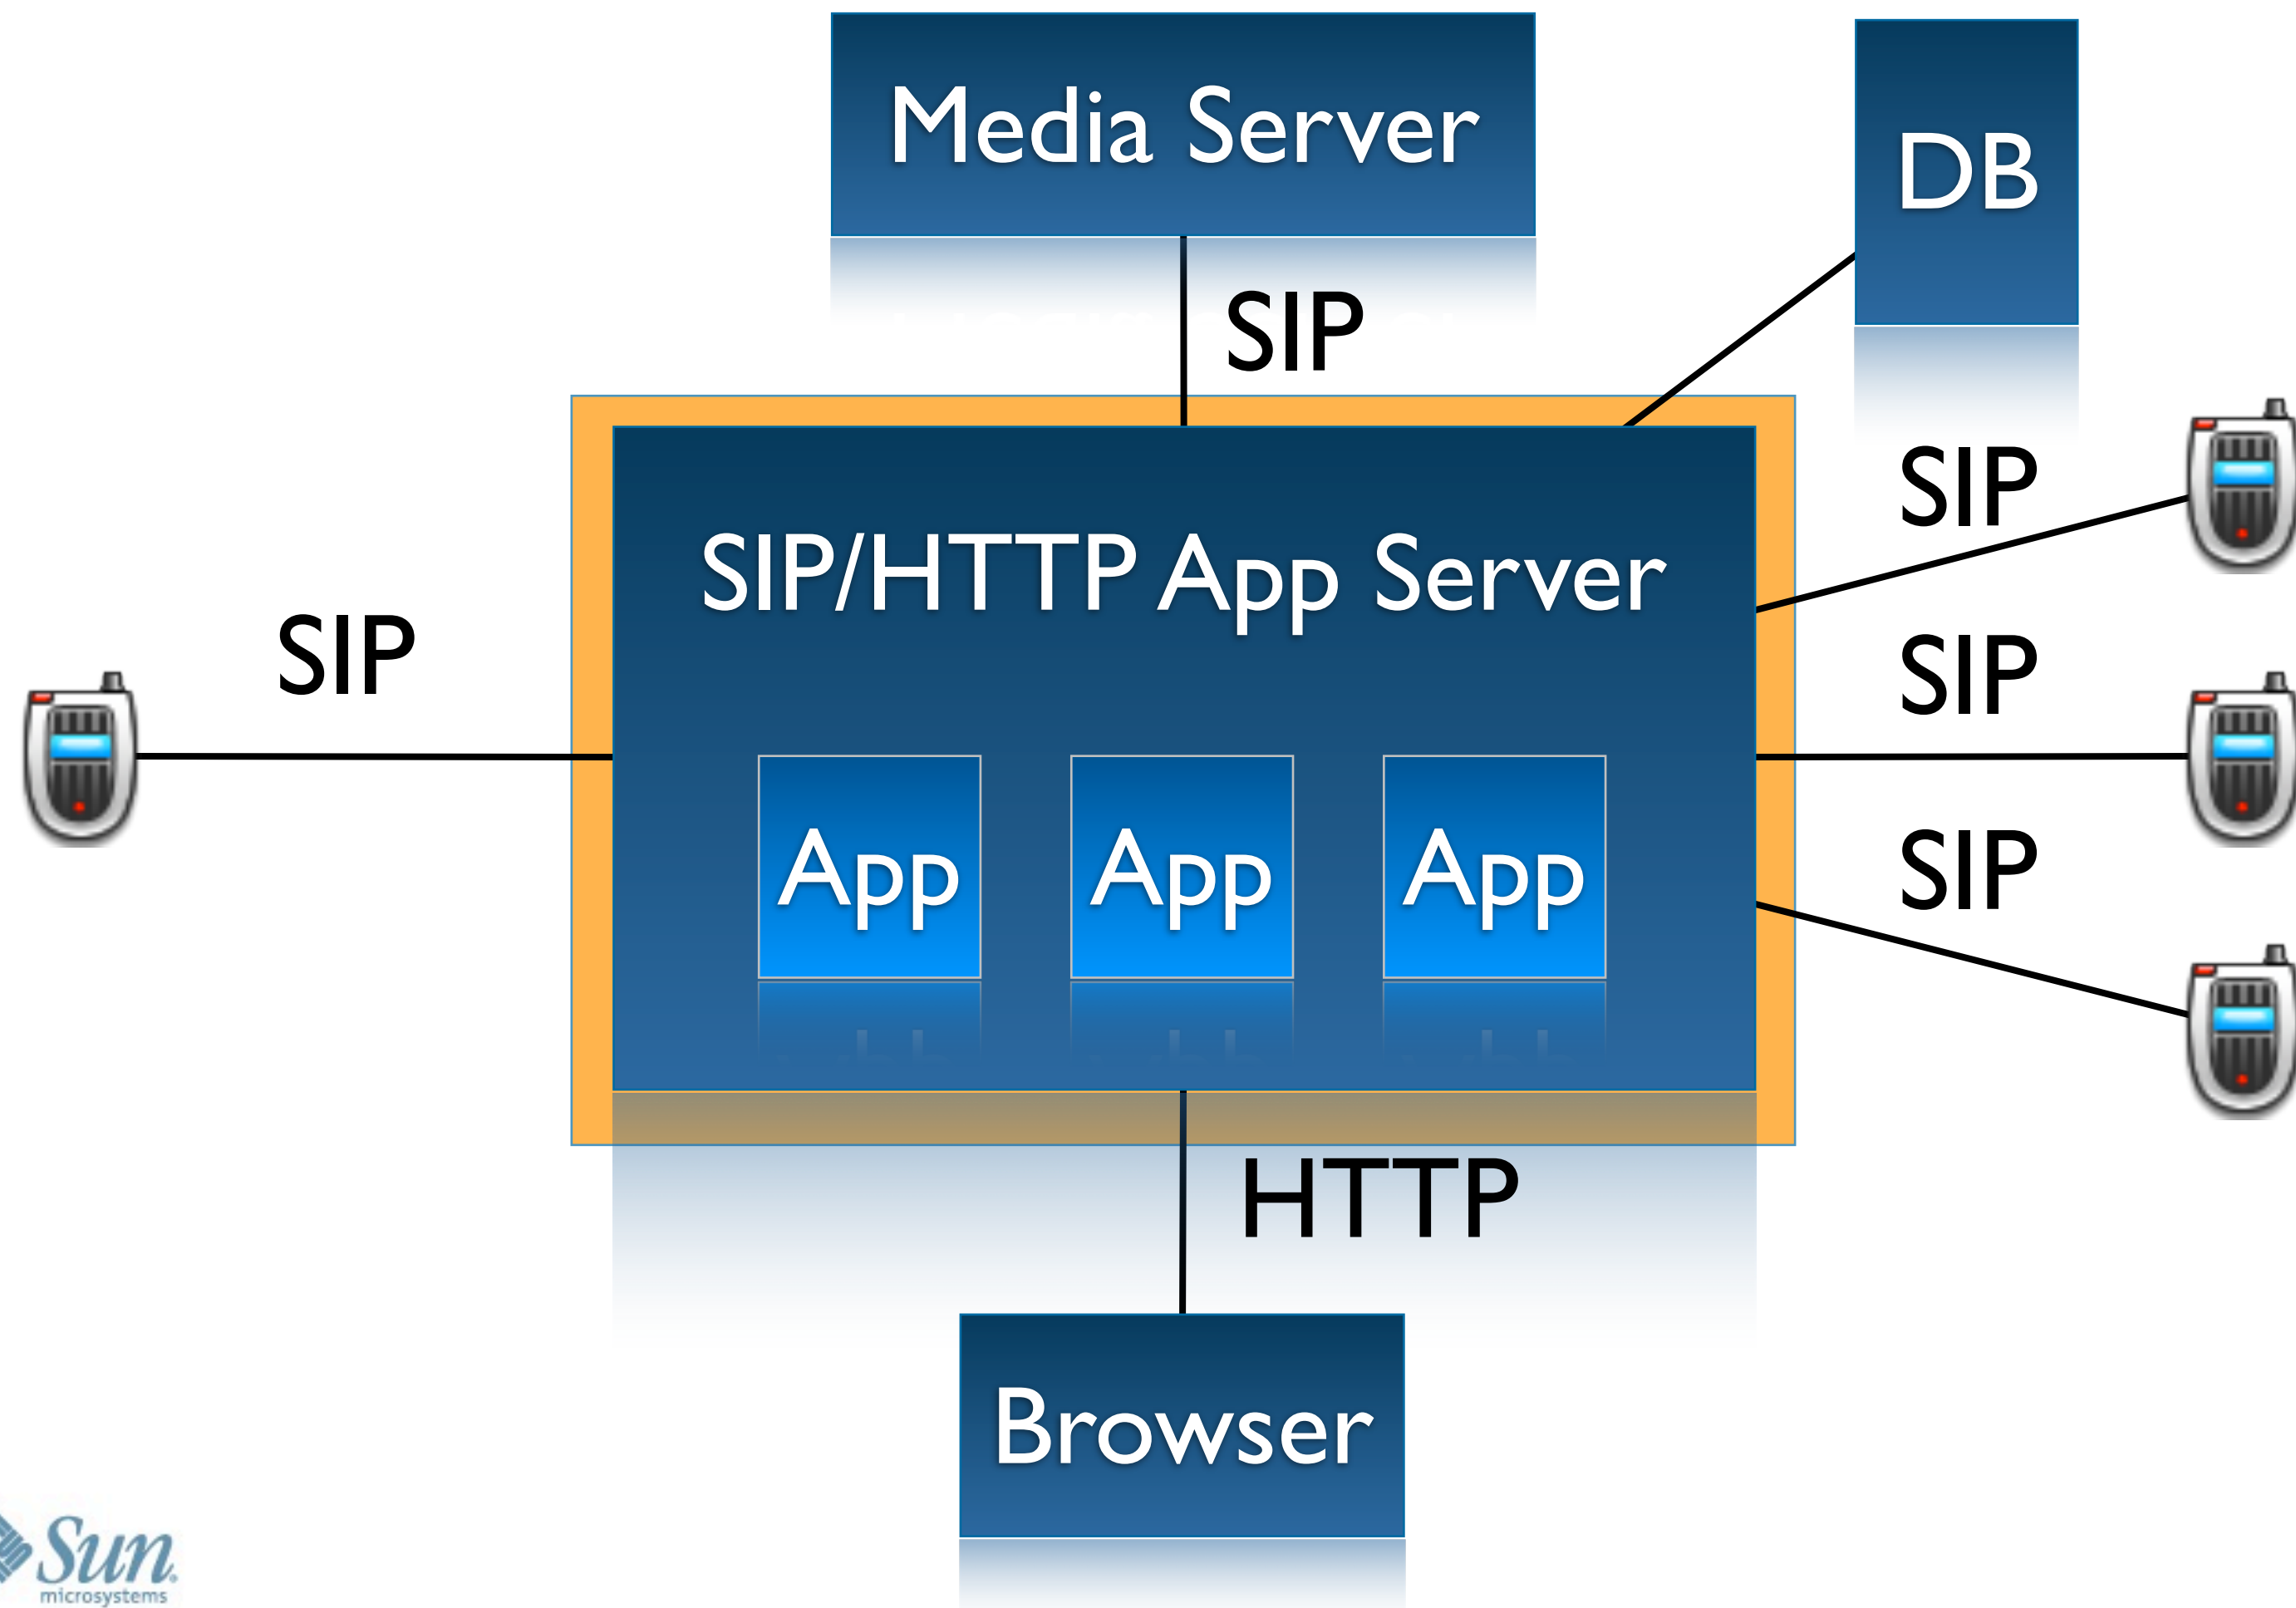 Media Server
DB
SIP
SIP
SIP/HTTP App Server
SIP
SIP
App
App
App
SIP
HTTP
Browser
Sun
microsystems